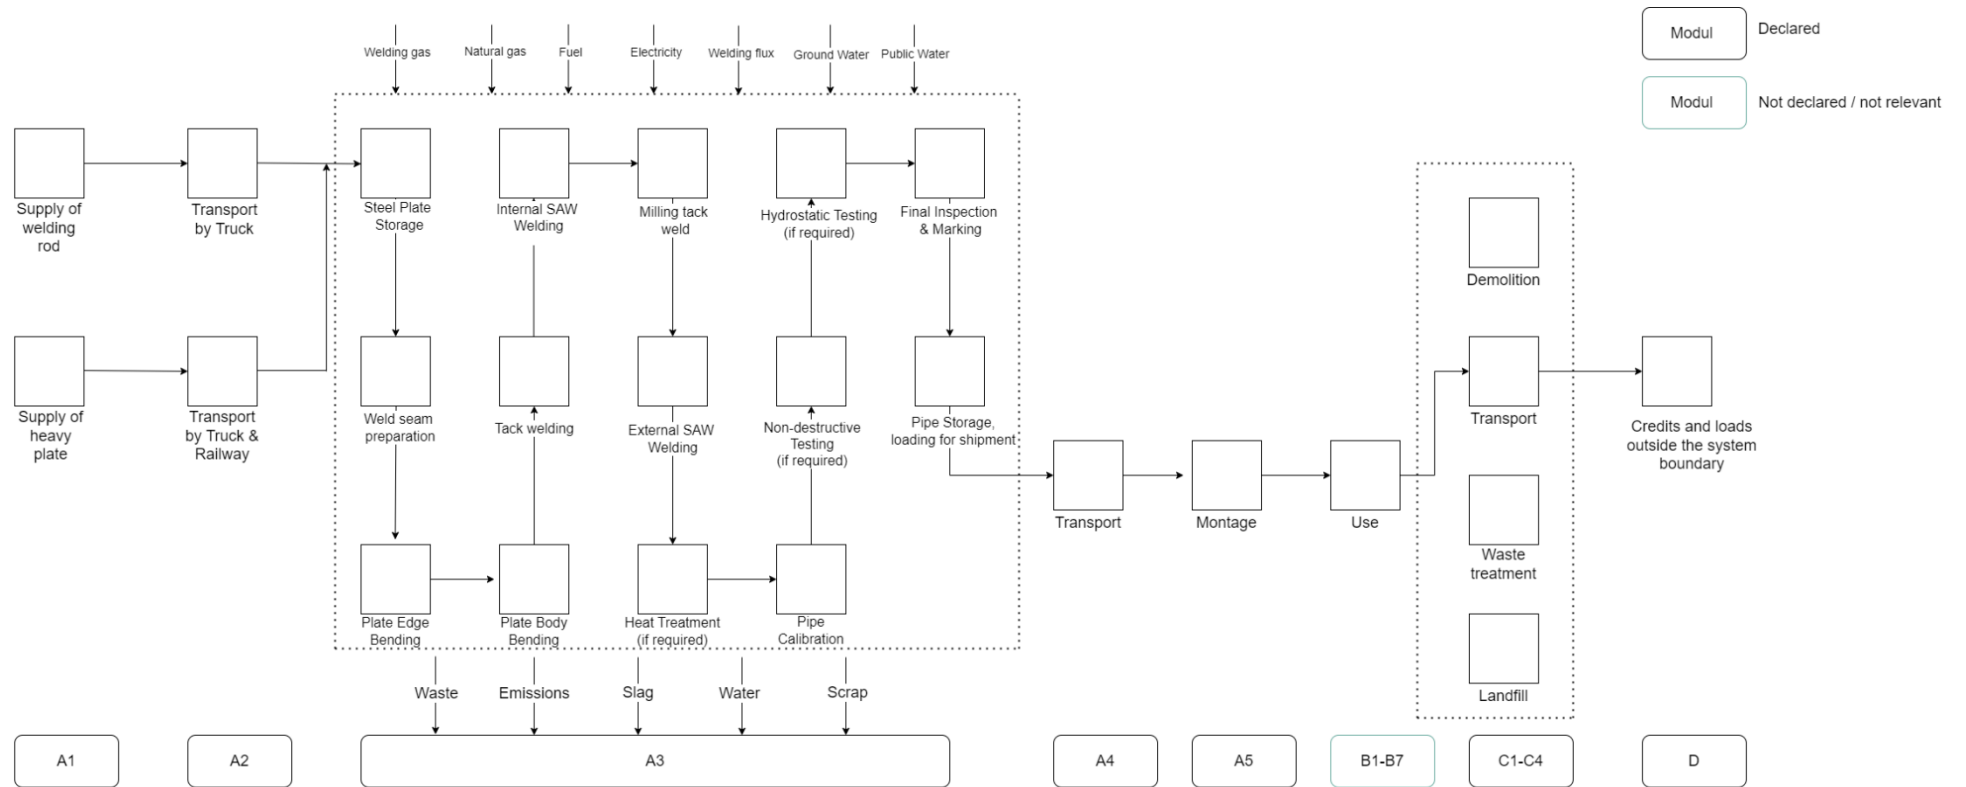 Modul
Declared
Modul
Not declared / not relevant
Welding gas
Natural gas
Fuel
Electricity
Welding flux
Ground Water
Public Water
Supply of
welding
rod
Transport
by Truck
Steel Plate
Storage
Internal SAW
Welding
Milling tack
weld
Hydrostatic Testing
(if required)
Final Inspection
& Marking
Demolition
Supply of
heavy
plate
Transport
by Truck &
Railway
Weld seam
preparation
Tack welding
External SAW
Welding
Non-destructive
Testing
(if required)
Pipe Storage,
loading for shipment
Transport
Credits and loads
outside the system
boundary
Transport
Montage
Use
Waste
treatment
Plate Edge
Bending
Plate Body
Bending
Heat Treatment
(if required)
Pipe
Calibration
Landfill
Waste
Emissions
Slag
Water
Scrap
A1
A2
A3
A4
A5
B1-B7
C1-C4
D